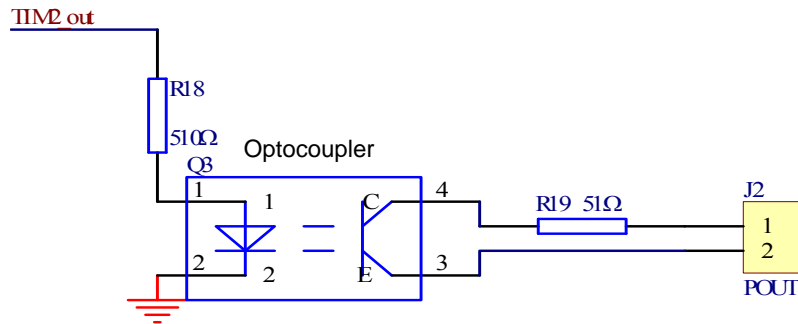 TIM2_out
R18
510Ω
Optocoupler
Q3
1 1 C 4
R19 51Ω
J2
1
2
2 2 E 3
POUT